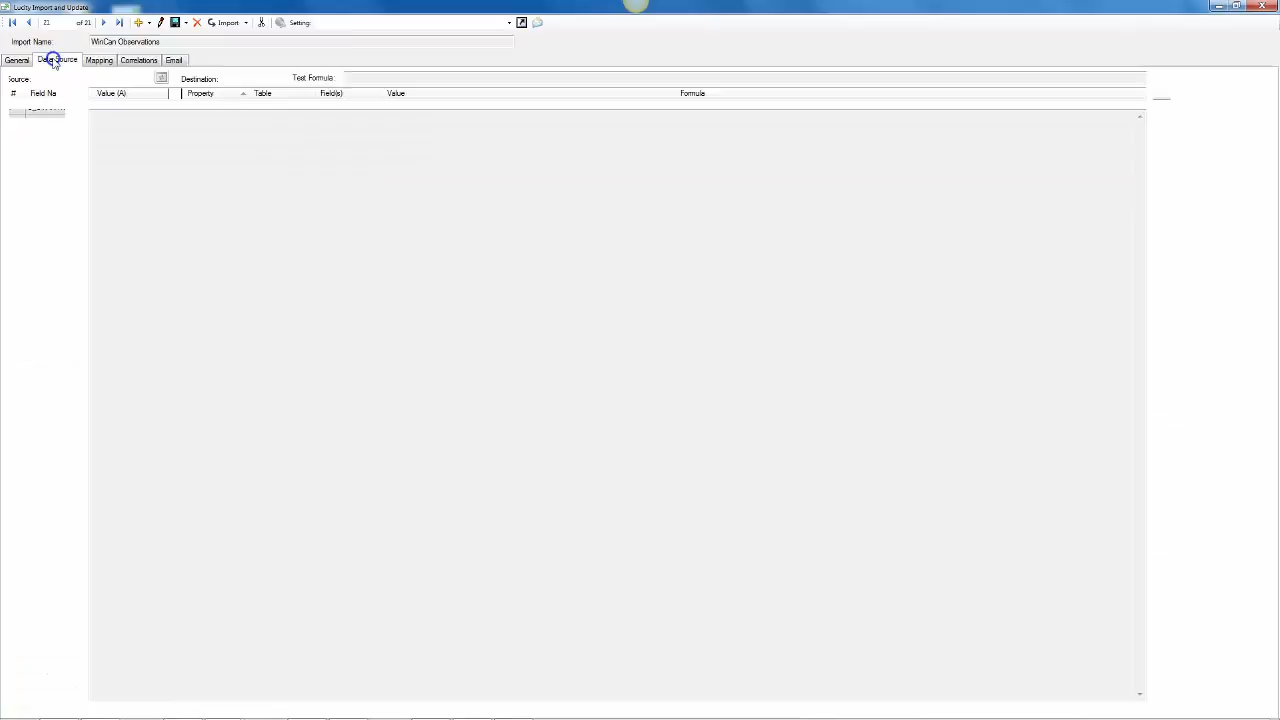 Lucity Import and Update
21 of 21 Import Setting:
Import Name: WinCan Observations
General Data Source Mapping Correlations Email
Source: Destination: Test Formula:
# Field Na Value (A) Property Table Field(s) Value Formula